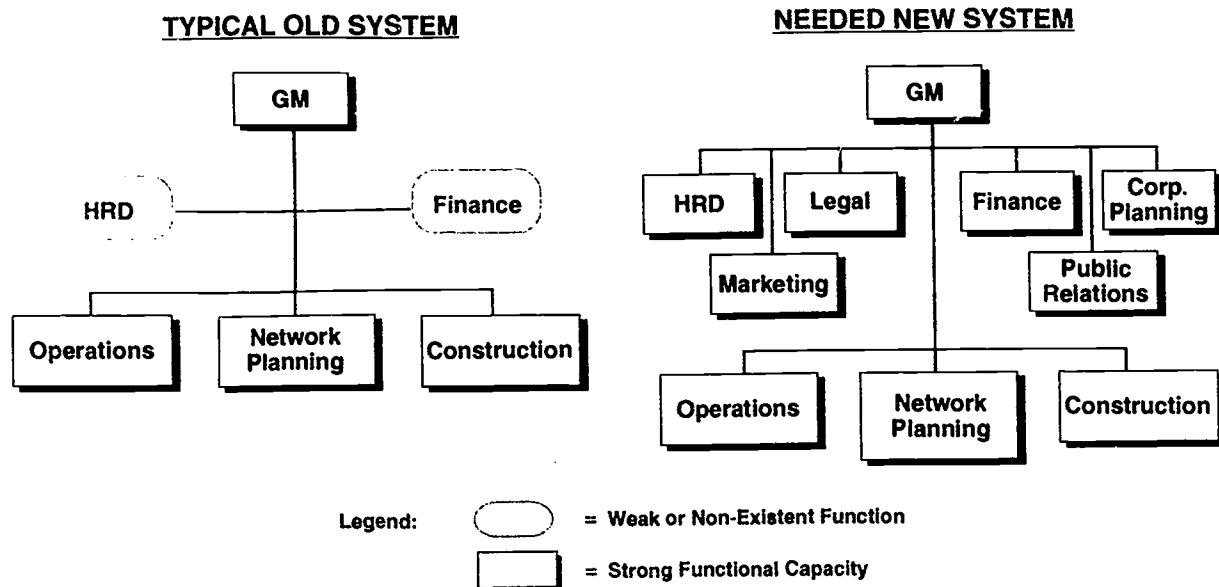 TYPICAL OLD SYSTEM
GM
HRD
Finance
Operations
Network
Planning
Construction
NEEDED NEW SYSTEM
GM
HRD
Legal
Finance
Corp.
Planning
Marketing
Public
Relations
Operations
Network
Planning
Construction
Legend:
= Weak or Non-Existent Function
= Strong Functional Capacity